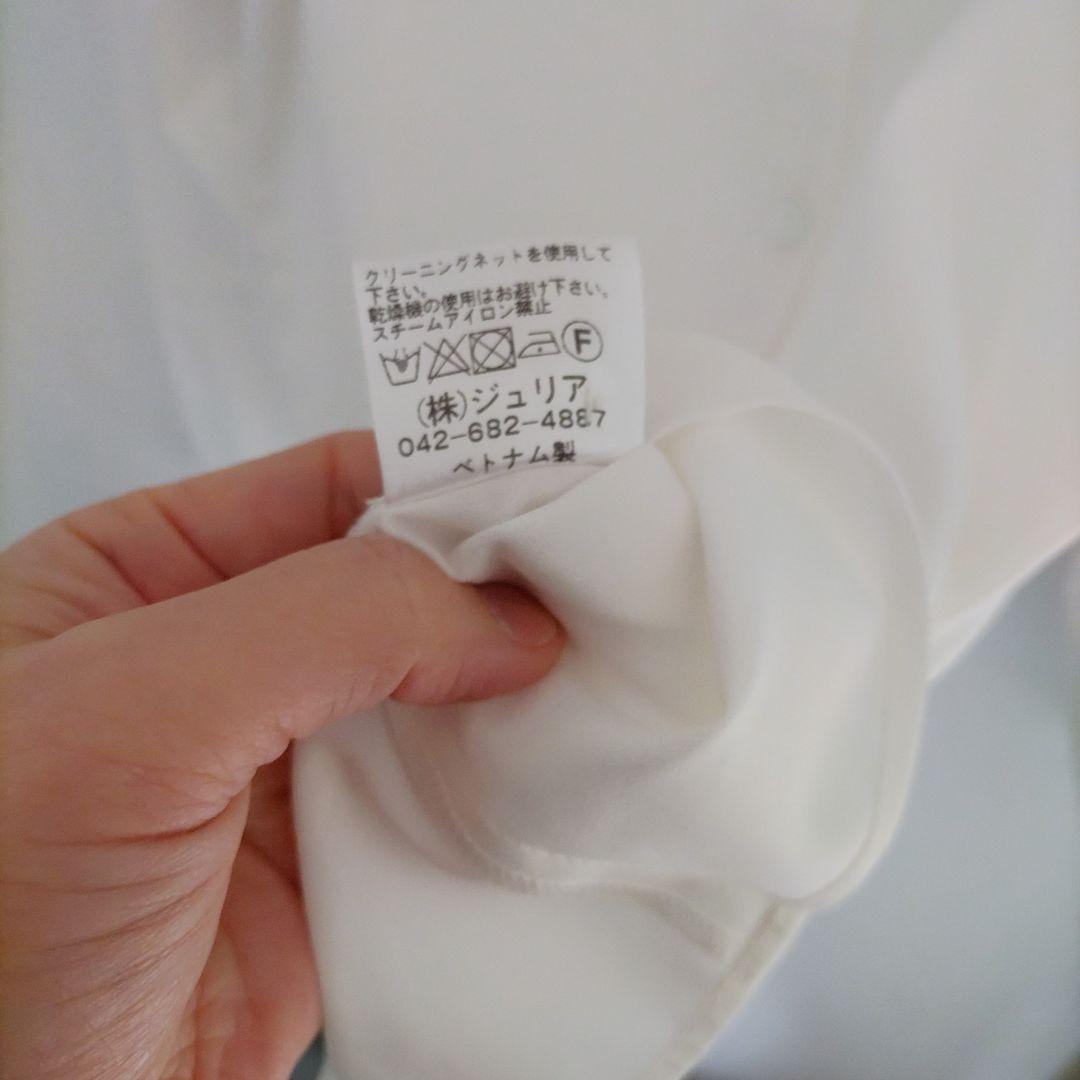 クリーニングネットを使用して
下さい。
乾燥機の使用はお避け下さい。
スチームアイロン禁止
F
(株)ジュリア
042-682-4887
ベトナム製